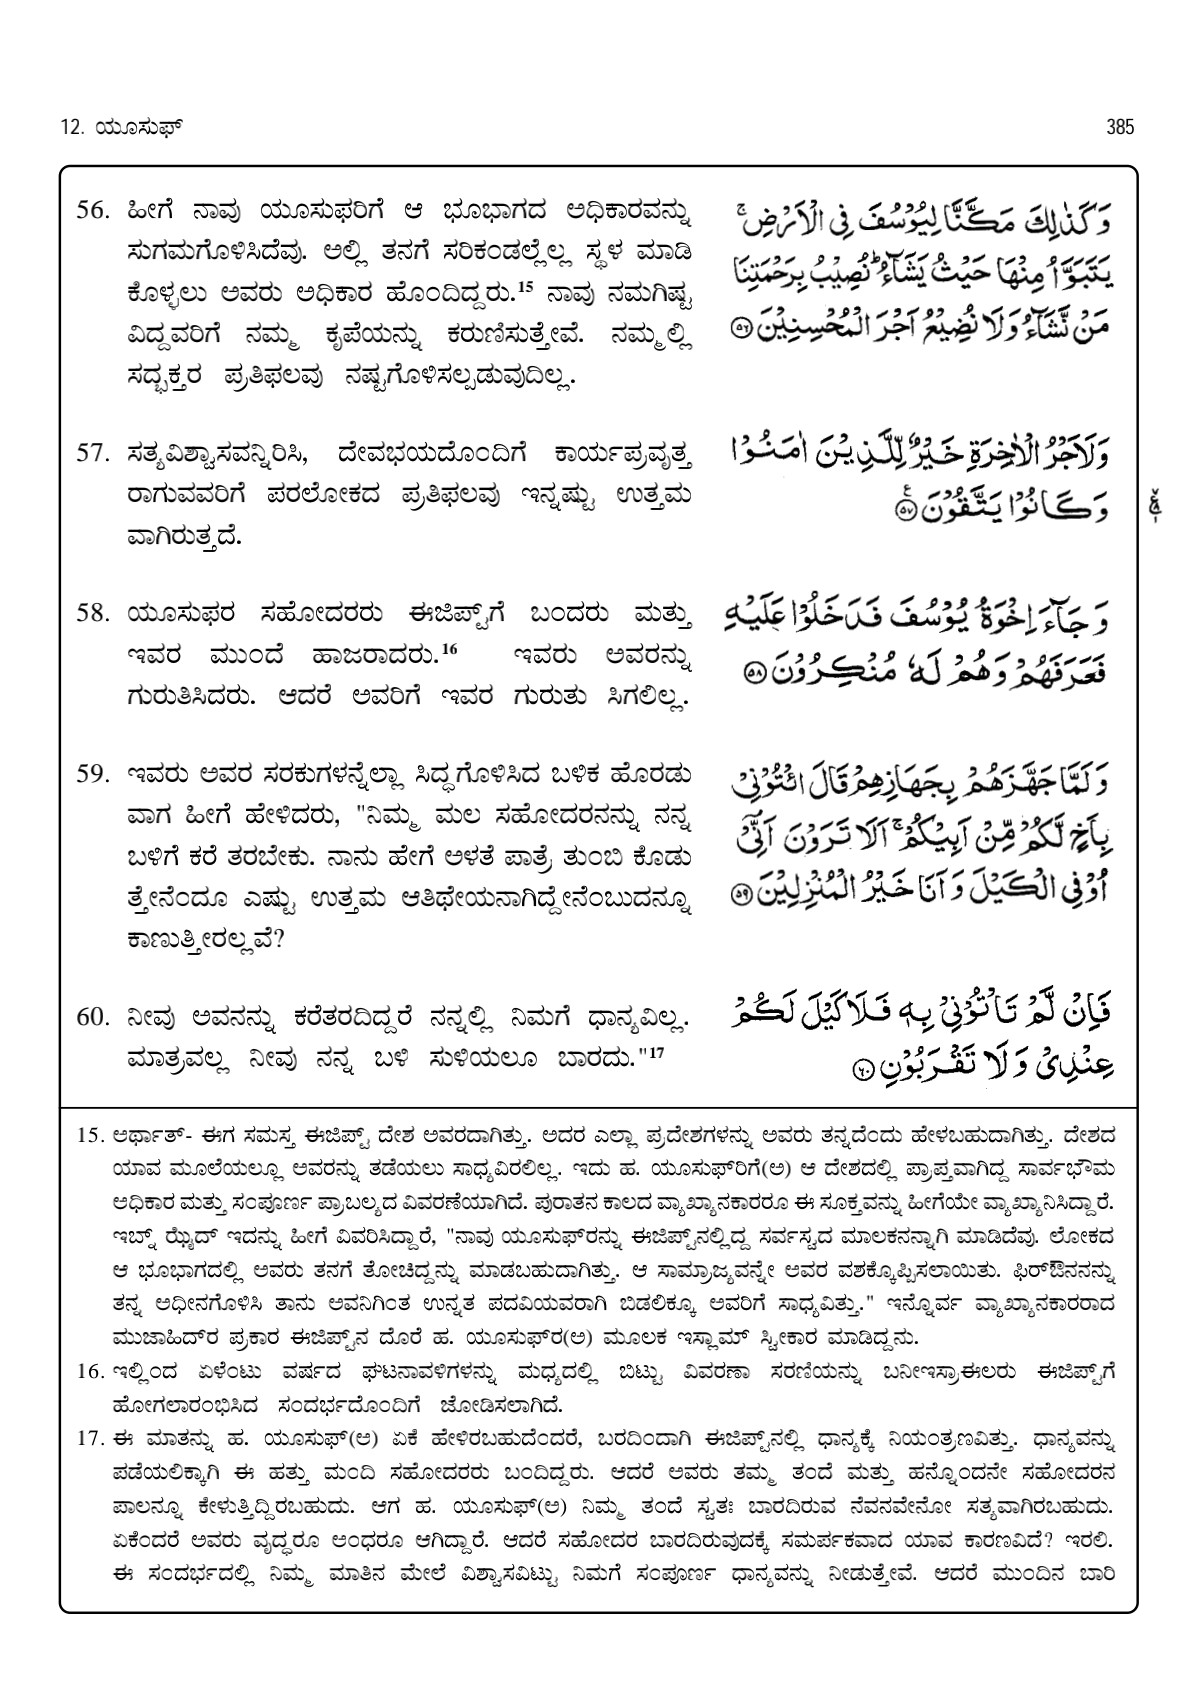 12. ಯೂಸುಫ್
385
56. ಹೀಗೆ ನಾವು ಯೂಸುಫರಿಗೆ ಆ ಭೂಭಾಗದ ಅಧಿಕಾರವನ್ನು
ಸುಗಮಗೊಳಿಸಿದೆವು. ಅಲ್ಲಿ ತನಗೆ ಸರಿಕಂಡಲ್ಲೆಲ್ಲ ಸ್ಥಳ ಮಾಡಿ
ಕೊಳ್ಳಲು ಅವರು ಅಧಿಕಾರ ಹೊಂದಿದ್ದರು.15 ನಾವು ನಮಗಿಷ್ಟ
ವಿದ್ದವರಿಗೆ ನಮ್ಮ ಕೃಪೆಯನ್ನು ಕರುಣಿಸುತ್ತೇವೆ. ನಮ್ಮಲ್ಲಿ
ಸದ್ಭಕ್ತರ ಪ್ರತಿಫಲವು ನಷ್ಟಗೊಳಿಸಲ್ಪಡುವುದಿಲ್ಲ.
وَكَذٰلِكَ مَكَّنَّا لِيُوْسُفَ فِى الْاَرْضِ ۚ
يَتَبَوَّاُ مِنْهَا حَيْثُ يَشَآءُ ؕ نُصِيْبُ بِرَحْمَتِنَا
مَنْ نَّشَآءُ وَلَا نُضِيْعُ اَجْرَ الْمُحْسِنِيْنَ ۝٥٦
57. ಸತ್ಯವಿಶ್ವಾಸವನ್ನಿರಿಸಿ, ದೇವಭಯದೊಂದಿಗೆ ಕಾರ್ಯಪ್ರವೃತ್ತ
ರಾಗುವವರಿಗೆ ಪರಲೋಕದ ಪ್ರತಿಫಲವು ಇನ್ನಷ್ಟು ಉತ್ತಮ
ವಾಗಿರುತ್ತದೆ.
وَلَاَجْرُ الْاٰخِرَةِ خَيْرٌ لِّلَّذِيْنَ اٰمَنُوْا
وَكَانُوْا يَتَّقُوْنَ ۝٥٧
58. ಯೂಸುಫರ ಸಹೋದರರು ಈಜಿಪ್ಟ್‌ಗೆ ಬಂದರು ಮತ್ತು
ಇವರ ಮುಂದೆ ಹಾಜರಾದರು.16 ಇವರು ಅವರನ್ನು
ಗುರುತಿಸಿದರು. ಆದರೆ ಅವರಿಗೆ ಇವರ ಗುರುತು ಸಿಗಲಿಲ್ಲ.
وَجَآءَ اِخْوَةُ يُوْسُفَ فَدَخَلُوْا عَلَيْهِ
فَعَرَفَهُمْ وَهُمْ لَهٗ مُنْكِرُوْنَ ۝٥٨
59. ಇವರು ಅವರ ಸರಕುಗಳನ್ನೆಲ್ಲಾ ಸಿದ್ಧಗೊಳಿಸಿದ ಬಳಿಕ ಹೊರಡು
ವಾಗ ಹೀಗೆ ಹೇಳಿದರು, "ನಿಮ್ಮ ಮಲ ಸಹೋದರನನ್ನು ನನ್ನ
ಬಳಿಗೆ ಕರೆ ತರಬೇಕು. ನಾನು ಹೇಗೆ ಅಳತೆ ಪಾತ್ರೆ ತುಂಬಿ ಕೊಡು
ತ್ತೇನೆಂದೂ ಎಷ್ಟು ಉತ್ತಮ ಆತಿಥೇಯನಾಗಿದ್ದೇನೆಂಬುದನ್ನೂ
ಕಾಣುತ್ತೀರಲ್ಲವೆ?
وَلَمَّا جَهَّزَهُمْ بِجَهَازِهِمْ قَالَ ائْتُوْنِىْ
بِاَخٍ لَّكُمْ مِّنْ اَبِيْكُمْ ۚ اَلَا تَرَوْنَ اَنِّىْٓ
اُوْفِى الْكَيْلَ وَاَنَا خَيْرُ الْمُنْزِلِيْنَ ۝٥٩
60. ನೀವು ಅವನನ್ನು ಕರೆತರದಿದ್ದರೆ ನನ್ನಲ್ಲಿ ನಿಮಗೆ ಧಾನ್ಯವಿಲ್ಲ.
ಮಾತ್ರವಲ್ಲ ನೀವು ನನ್ನ ಬಳಿ ಸುಳಿಯಲೂ ಬಾರದು."17
فَاِنْ لَّمْ تَاْتُوْنِىْ بِهٖ فَلَا كَيْلَ لَكُمْ
عِنْدِىْ وَلَا تَقْرَبُوْنِ ۝٦٠
15. ಅರ್ಥಾತ್- ಈಗ ಸಮಸ್ತ ಈಜಿಪ್ಟ್ ದೇಶ ಅವರದಾಗಿತ್ತು. ಅದರ ಎಲ್ಲಾ ಪ್ರದೇಶಗಳನ್ನು ಅವರು ತನ್ನದೆಂದು ಹೇಳಬಹುದಾಗಿತ್ತು. ದೇಶದ
ಯಾವ ಮೂಲೆಯಲ್ಲೂ ಅವರನ್ನು ತಡೆಯಲು ಸಾಧ್ಯವಿರಲಿಲ್ಲ. ಇದು ಹ. ಯೂಸುಫ್‌ರಿಗೆ(ಅ) ಆ ದೇಶದಲ್ಲಿ ಪ್ರಾಪ್ತವಾಗಿದ್ದ ಸಾರ್ವಭೌಮ
ಅಧಿಕಾರ ಮತ್ತು ಸಂಪೂರ್ಣ ಪ್ರಾಬಲ್ಯದ ವಿವರಣೆಯಾಗಿದೆ. ಪುರಾತನ ಕಾಲದ ವ್ಯಾಖ್ಯಾನಕಾರರೂ ಈ ಸೂಕ್ತವನ್ನು ಹೀಗೆಯೇ ವ್ಯಾಖ್ಯಾನಿಸಿದ್ದಾರೆ.
ಇಬ್ನ್ ಝೈದ್ ಇದನ್ನು ಹೀಗೆ ವಿವರಿಸಿದ್ದಾರೆ, "ನಾವು ಯೂಸುಫ್‌ರನ್ನು ಈಜಿಪ್ಟ್‌ನಲ್ಲಿದ್ದ ಸರ್ವಸ್ವದ ಮಾಲಕನನ್ನಾಗಿ ಮಾಡಿದೆವು. ಲೋಕದ
ಆ ಭೂಭಾಗದಲ್ಲಿ ಅವರು ತನಗೆ ತೋಚಿದ್ದನ್ನು ಮಾಡಬಹುದಾಗಿತ್ತು. ಆ ಸಾಮ್ರಾಜ್ಯವನ್ನೇ ಅವರ ವಶಕ್ಕೊಪ್ಪಿಸಲಾಯಿತು. ಫಿರ್‌ಔನನನ್ನು
ತನ್ನ ಅಧೀನಗೊಳಿಸಿ ತಾನು ಅವನಿಗಿಂತ ಉನ್ನತ ಪದವಿಯವರಾಗಿ ಬಿಡಲಿಕ್ಕೂ ಅವರಿಗೆ ಸಾಧ್ಯವಿತ್ತು." ಇನ್ನೊರ್ವ ವ್ಯಾಖ್ಯಾನಕಾರರಾದ
ಮುಜಾಹಿದ್‌ರ ಪ್ರಕಾರ ಈಜಿಪ್ಟ್‌ನ ದೊರೆ ಹ. ಯೂಸುಫ್‌ರ(ಅ) ಮೂಲಕ ಇಸ್ಲಾಮ್ ಸ್ವೀಕಾರ ಮಾಡಿದ್ದನು.
16. ಇಲ್ಲಿಂದ ಏಳೆಂಟು ವರ್ಷದ ಘಟನಾವಳಿಗಳನ್ನು ಮಧ್ಯದಲ್ಲಿ ಬಿಟ್ಟು ವಿವರಣಾ ಸರಣಿಯನ್ನು ಬನೀಇಸ್ರಾಈಲರು ಈಜಿಪ್ಟ್‌ಗೆ
ಹೋಗಲಾರಂಭಿಸಿದ ಸಂದರ್ಭದೊಂದಿಗೆ ಜೋಡಿಸಲಾಗಿದೆ.
17. ಈ ಮಾತನ್ನು ಹ. ಯೂಸುಫ್(ಅ) ಏಕೆ ಹೇಳಿರಬಹುದೆಂದರೆ, ಬರದಿಂದಾಗಿ ಈಜಿಪ್ಟ್‌ನಲ್ಲಿ ಧಾನ್ಯಕ್ಕೆ ನಿಯಂತ್ರಣವಿತ್ತು. ಧಾನ್ಯವನ್ನು
ಪಡೆಯಲಿಕ್ಕಾಗಿ ಈ ಹತ್ತು ಮಂದಿ ಸಹೋದರರು ಬಂದಿದ್ದರು. ಆದರೆ ಅವರು ತಮ್ಮ ತಂದೆ ಮತ್ತು ಹನ್ನೊಂದನೇ ಸಹೋದರನ
ಪಾಲನ್ನೂ ಕೇಳುತ್ತಿದ್ದಿರಬಹುದು. ಆಗ ಹ. ಯೂಸುಫ್(ಅ) ನಿಮ್ಮ ತಂದೆ ಸ್ವತಃ ಬಾರದಿರುವ ನೆವನವೇನೋ ಸತ್ಯವಾಗಿರಬಹುದು.
ಏಕೆಂದರೆ ಅವರು ವೃದ್ಧರೂ ಅಂಧರೂ ಆಗಿದ್ದಾರೆ. ಆದರೆ ಸಹೋದರ ಬಾರದಿರುವುದಕ್ಕೆ ಸಮರ್ಪಕವಾದ ಯಾವ ಕಾರಣವಿದೆ? ಇರಲಿ.
ಈ ಸಂದರ್ಭದಲ್ಲಿ ನಿಮ್ಮ ಮಾತಿನ ಮೇಲೆ ವಿಶ್ವಾಸವಿಟ್ಟು ನಿಮಗೆ ಸಂಪೂರ್ಣ ಧಾನ್ಯವನ್ನು ನೀಡುತ್ತೇವೆ. ಆದರೆ ಮುಂದಿನ ಬಾರಿ